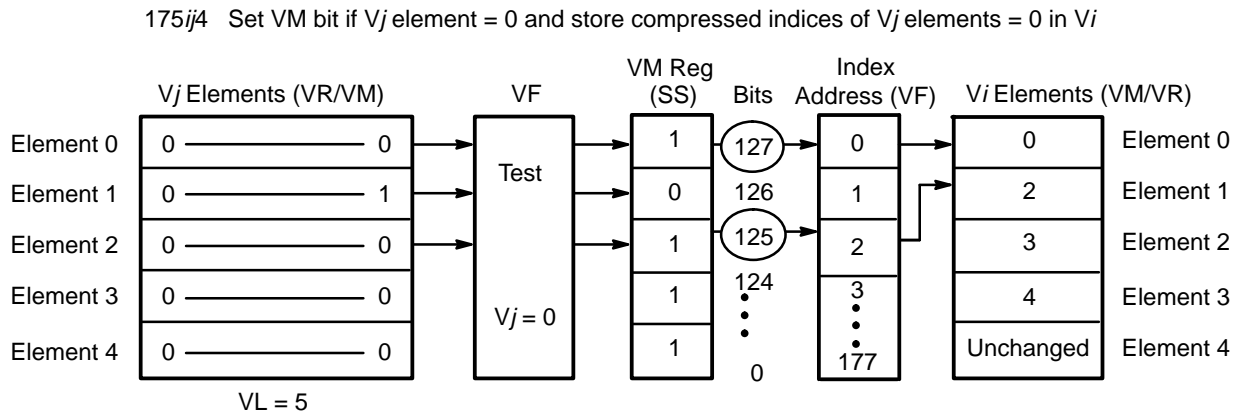 175ij4 Set VM bit if Vj element = 0 and store compressed indices of Vj elements = 0 in Vi
VM Reg (SS)
Index Address (VF)
Vj Elements (VR/VM) VF Bits Vi Elements (VM/VR)
Element 0 0 0 1 127 0 0 Element 0
Test
Element 1 0 1 0 126 1 2 Element 1
Element 2 0 0 1 125 2 3 Element 2
124
Element 3 0 0 1 3 4 Element 3
Vj = 0
Element 4 0 0 1 0 177 Unchanged Element 4
VL = 5